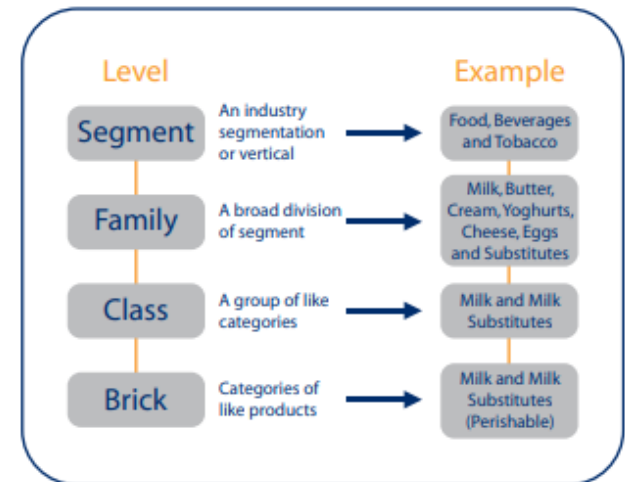 Level
Example
Segment
An industry
segmentation
or vertical
Food, Beverages
and Tobacco
Family
A broad division
of segment
Milk, Butter,
Cream, Yoghurts,
Cheese, Eggs
and Substitutes
Class
A group of like
categories
Milk and Milk
Substitutes
Brick
Categories of
like products
Milk and Milk
Substitutes
(Perishable)